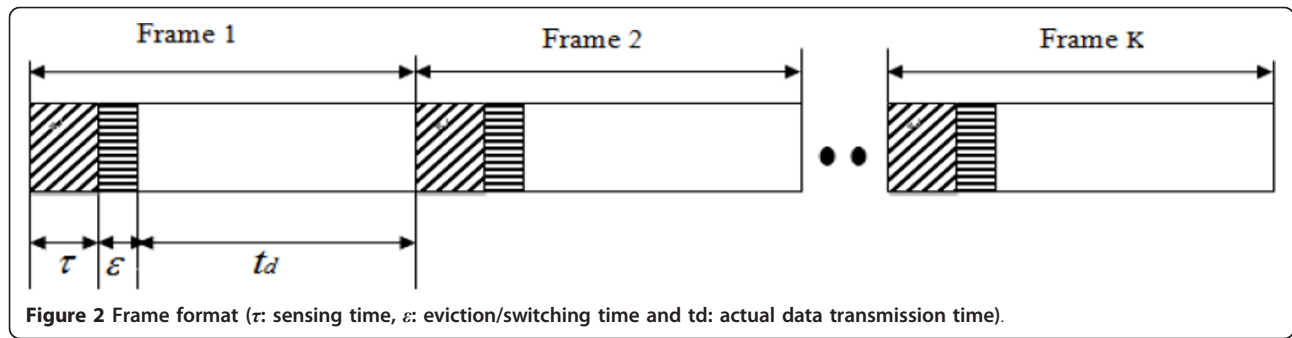 Frame 1
Frame 2
Frame K
τ
ε
td
Figure 2 Frame format (τ: sensing time, ε: eviction/switching time and td: actual data transmission time).